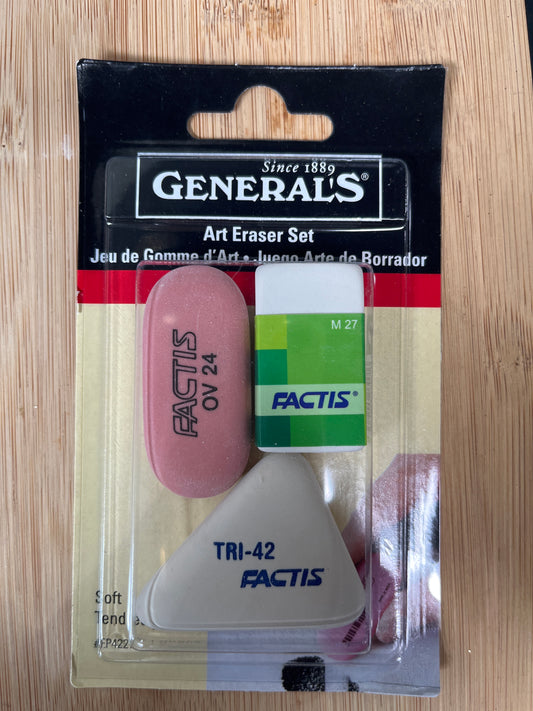 Since 1889
GENERAL'S®
Art Eraser Set
Jeu de Gomme d'Art • Juego Arte de Borrador
FACTIS
OV 24
M 27
FACTIS®
TRI-42
FACTIS
Soft